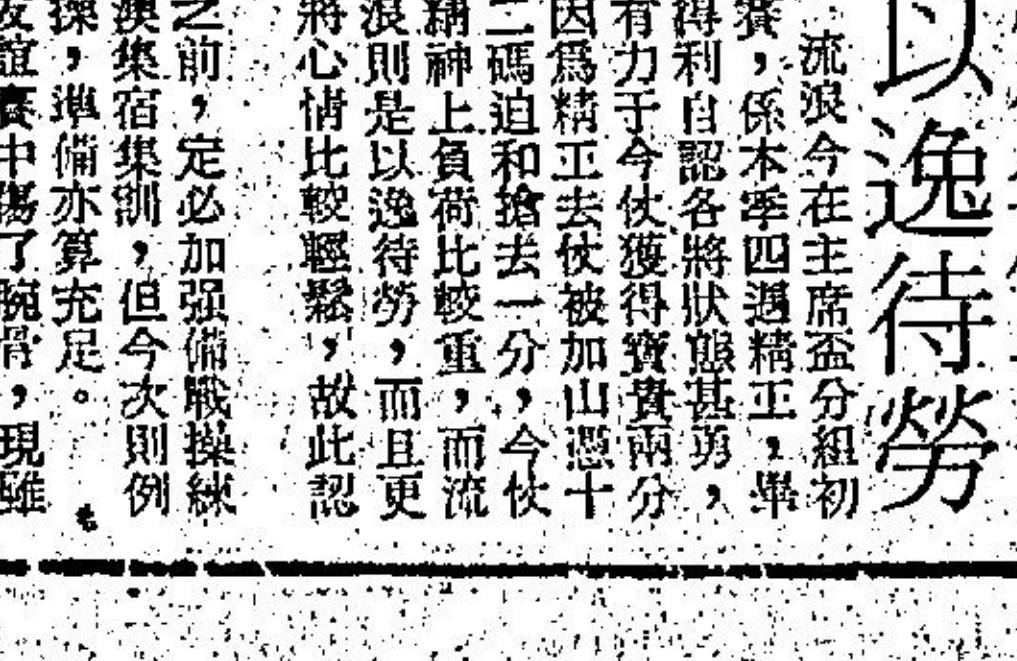 以逸待勞
流浪今在主席盃分組初
賽，係本季四遇精工，畢
得利自認各將狀態甚勇，
有力于今仗獲得寶貴兩分
因爲精工去仗被加山憑十
二碼迫和搶去一分，今仗
精神上負荷比較重，而流
浪則是以逸待勞，而且更
將心情比較輕鬆，故此認
之前，定必加强備戰操練
澳集宿集訓，但今次則例
操，準備亦算充足。
友誼賽中傷了腕骨，現雖